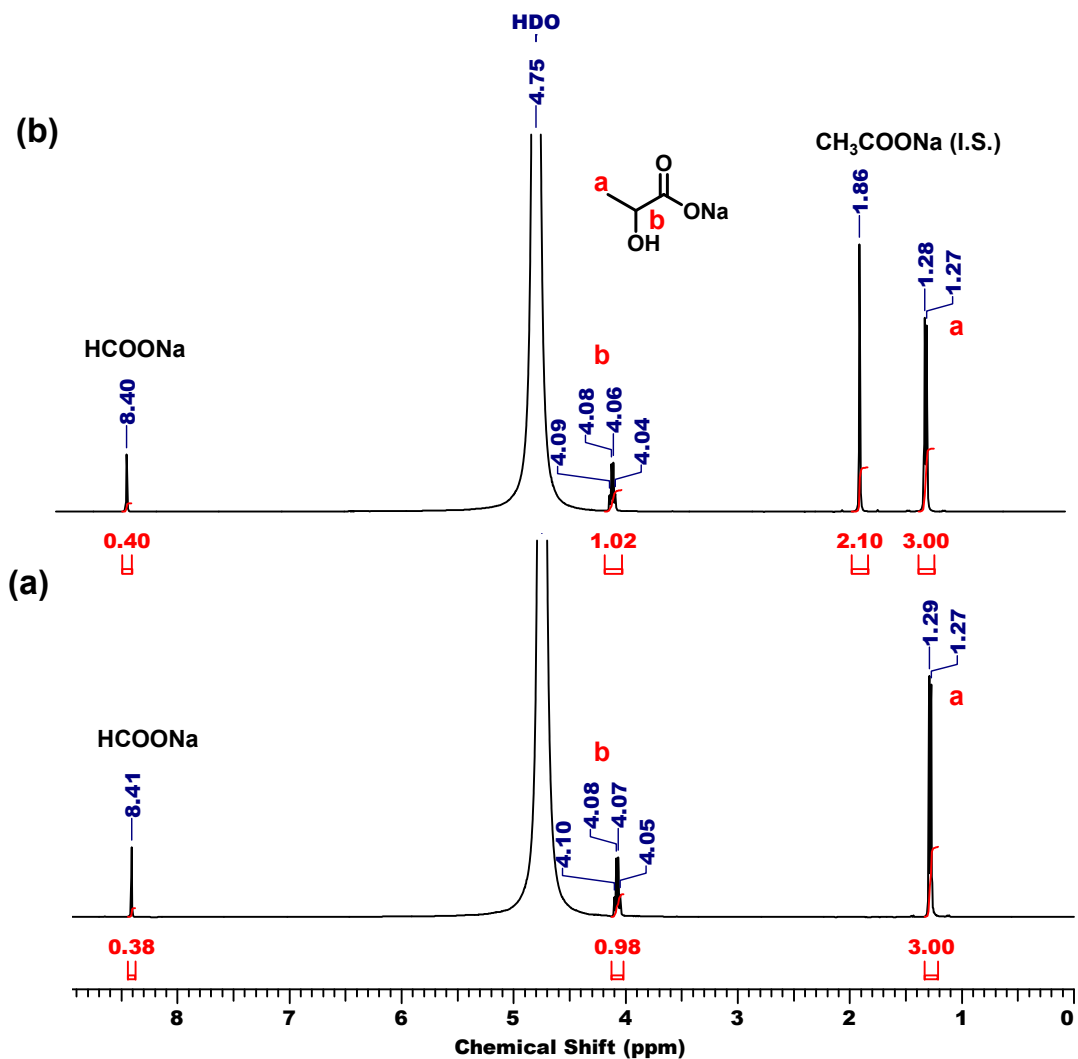 HDO
4.75
(b)
CH₃COONa (I.S.)
a
O
ONa
b
OH
1.86
1.28
1.27
a
HCOONa
8.40
b
4.09
4.08
4.06
4.04
0.40
1.02
2.10
3.00
(a)
1.29
1.27
a
HCOONa
8.41
b
4.10
4.08
4.07
4.05
0.38
0.98
3.00
8 7 6 5 4 3 2 1 0
Chemical Shift (ppm)